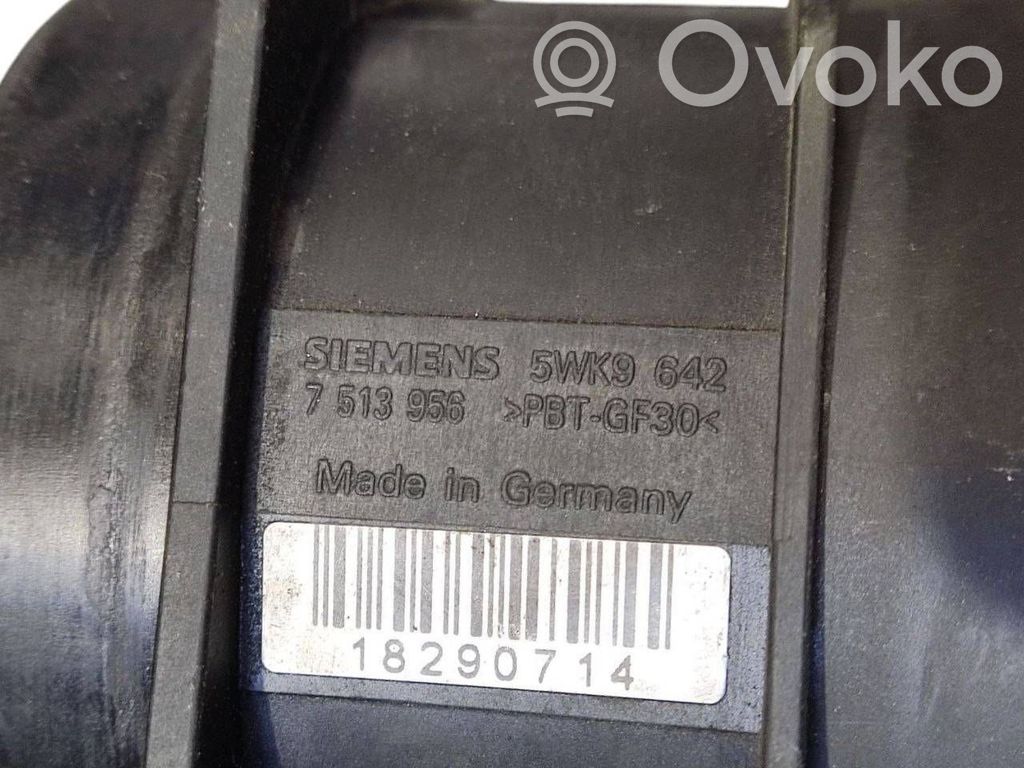 Ovoko
SIEMENS 5WK9 642
7 513 956 >PBT-GF30<
Made in Germany
18290714